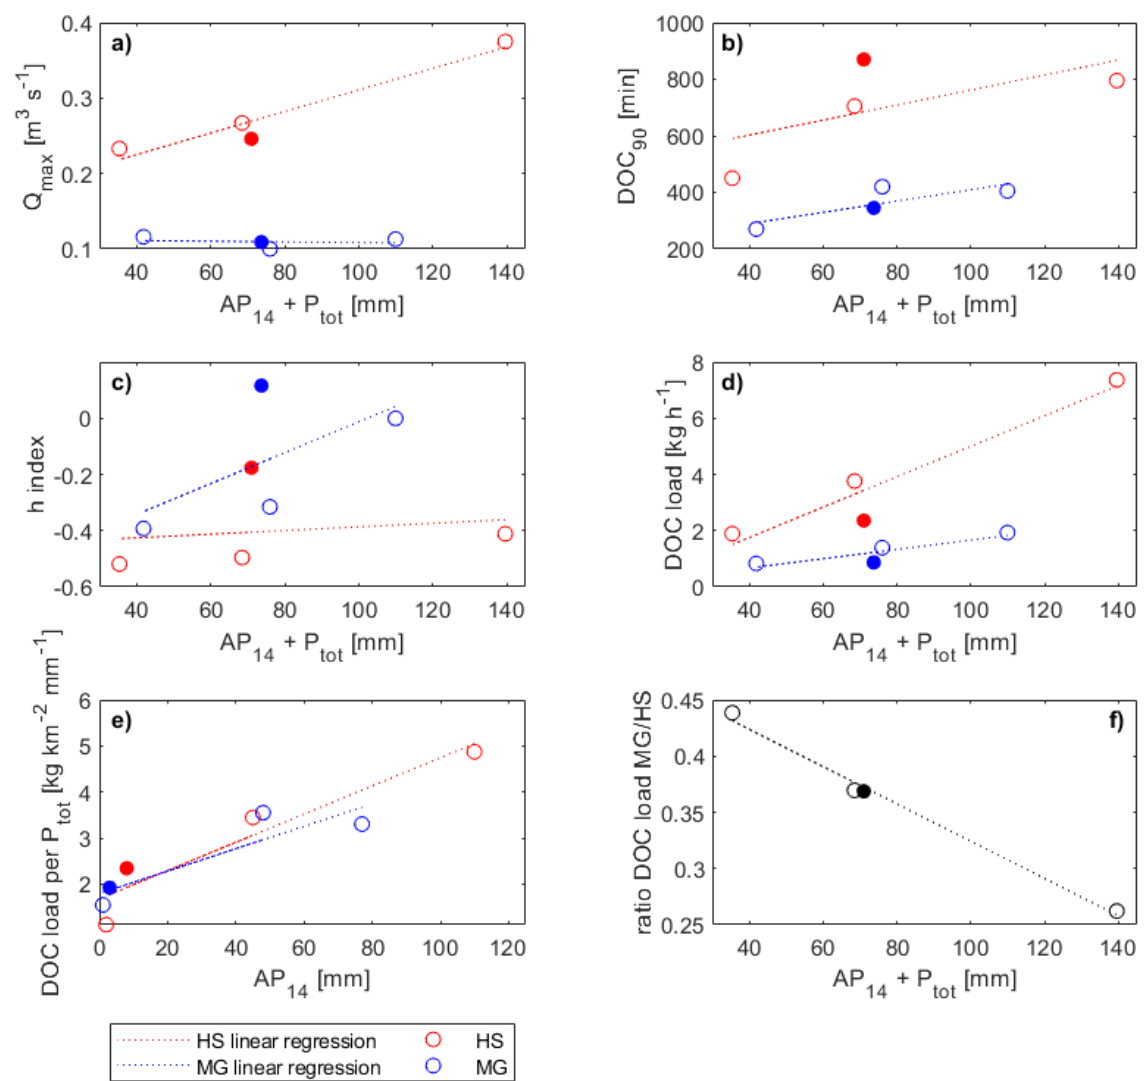 a)
Q_max [m³ s⁻¹]
0.4
0.3
0.2
0.1
40 60 80 100 120 140
AP_14 + P_tot [mm]
b)
DOC_90 [min]
1000
800
600
400
200
40 60 80 100 120 140
AP_14 + P_tot [mm]
c)
h index
0
-0.2
-0.4
-0.6
40 60 80 100 120 140
AP_14 + P_tot [mm]
d)
DOC load [kg h⁻¹]
8
6
4
2
0
40 60 80 100 120 140
AP_14 + P_tot [mm]
e)
DOC load per P_tot [kg km⁻² mm⁻¹]
6
5
4
3
2
0 20 40 60 80 100 120
AP_14 [mm]
f)
ratio DOC load MG/HS
0.45
0.4
0.35
0.3
0.25
40 60 80 100 120 140
AP_14 + P_tot [mm]
HS linear regression HS
MG linear regression MG